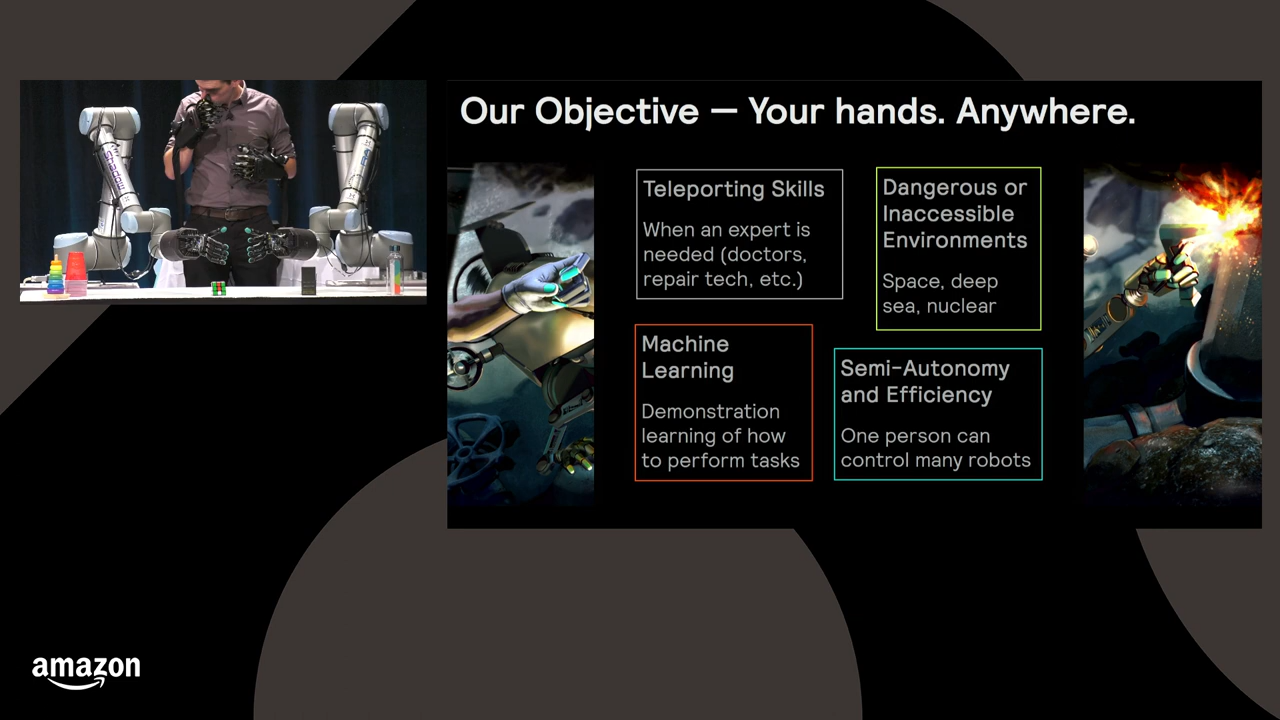 Our Objective — Your hands. Anywhere.
Teleporting Skills
When an expert is
needed (doctors,
repair tech, etc.)
Dangerous or
Inaccessible
Environments
Space, deep
sea, nuclear
Machine
Learning
Demonstration
learning of how
to perform tasks
Semi-Autonomy
and Efficiency
One person can
control many robots
Shadow
amazon